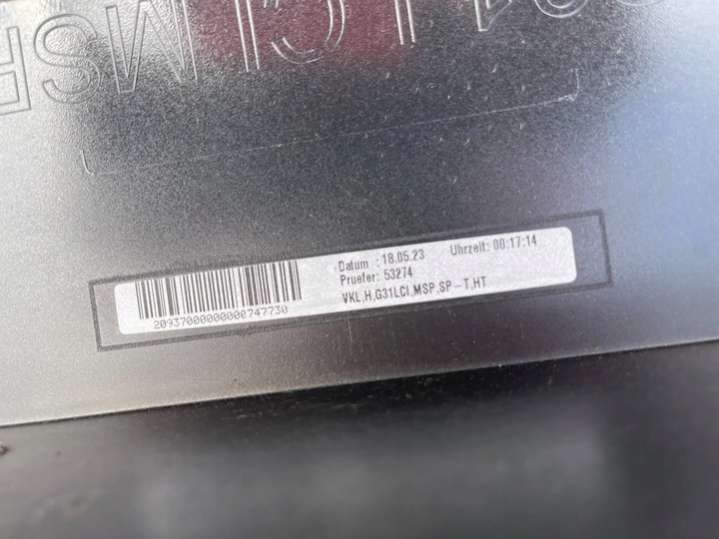 Datum : 18.05.23 Uhrzeit: 00:17:14
Pruefer: 53274
VKL,H,G31LCI,MSP,SP-T,HT
20937000000000747730